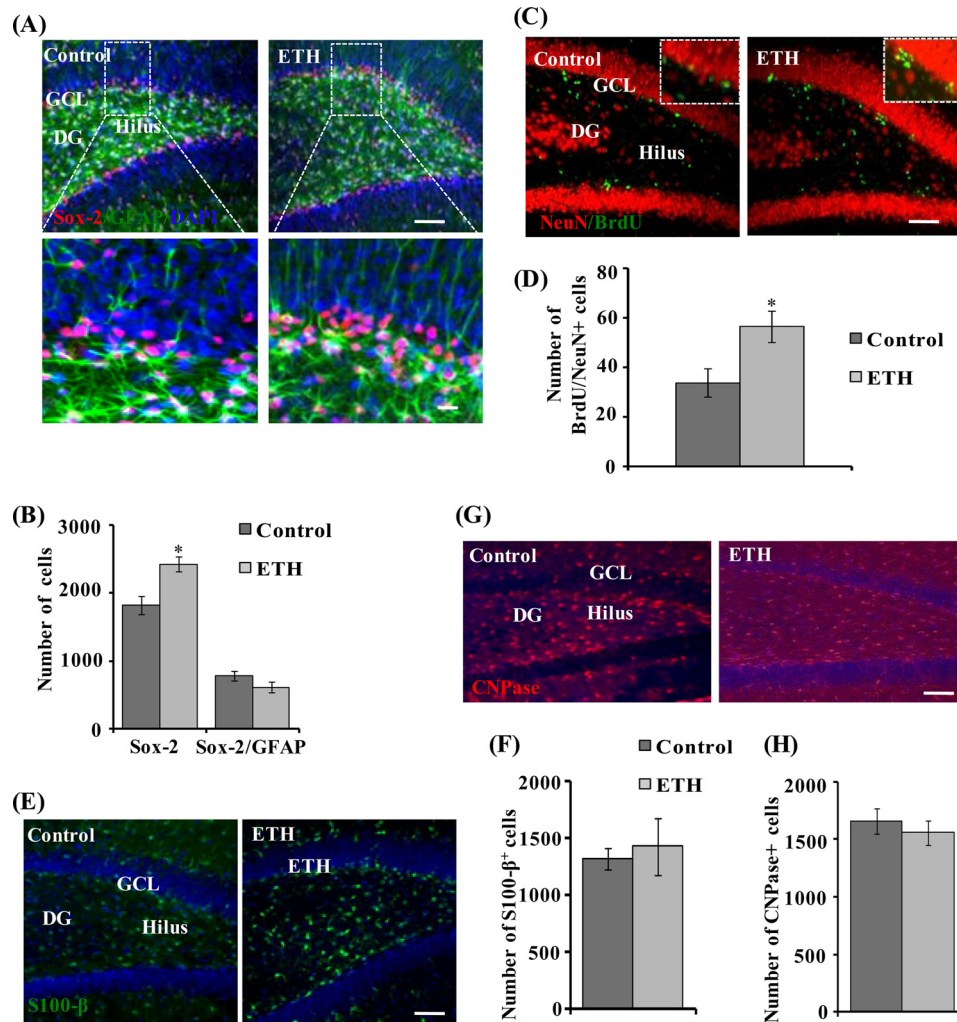 (A)
Control
GCL
DG
Hilus
Sox-2/GFAP/DAPI
ETH
(B)
Number of cells
3000
2000
1000
0
Sox-2
Sox-2/GFAP
*
Control
ETH
(C)
Control
GCL
DG
Hilus
NeuN/BrdU
ETH
(D)
Number of
BrdU/NeuN+ cells
80
60
40
20
0
*
Control
ETH
(E)
Control
GCL
DG
Hilus
S100-β
ETH
ETH
(G)
Control
GCL
DG
Hilus
CNPase
ETH
(F)
Number of S100-β+ cells
2000
1500
1000
500
0
Control
ETH
(H)
Number of CNPase+ cells
2000
1500
1000
500
0